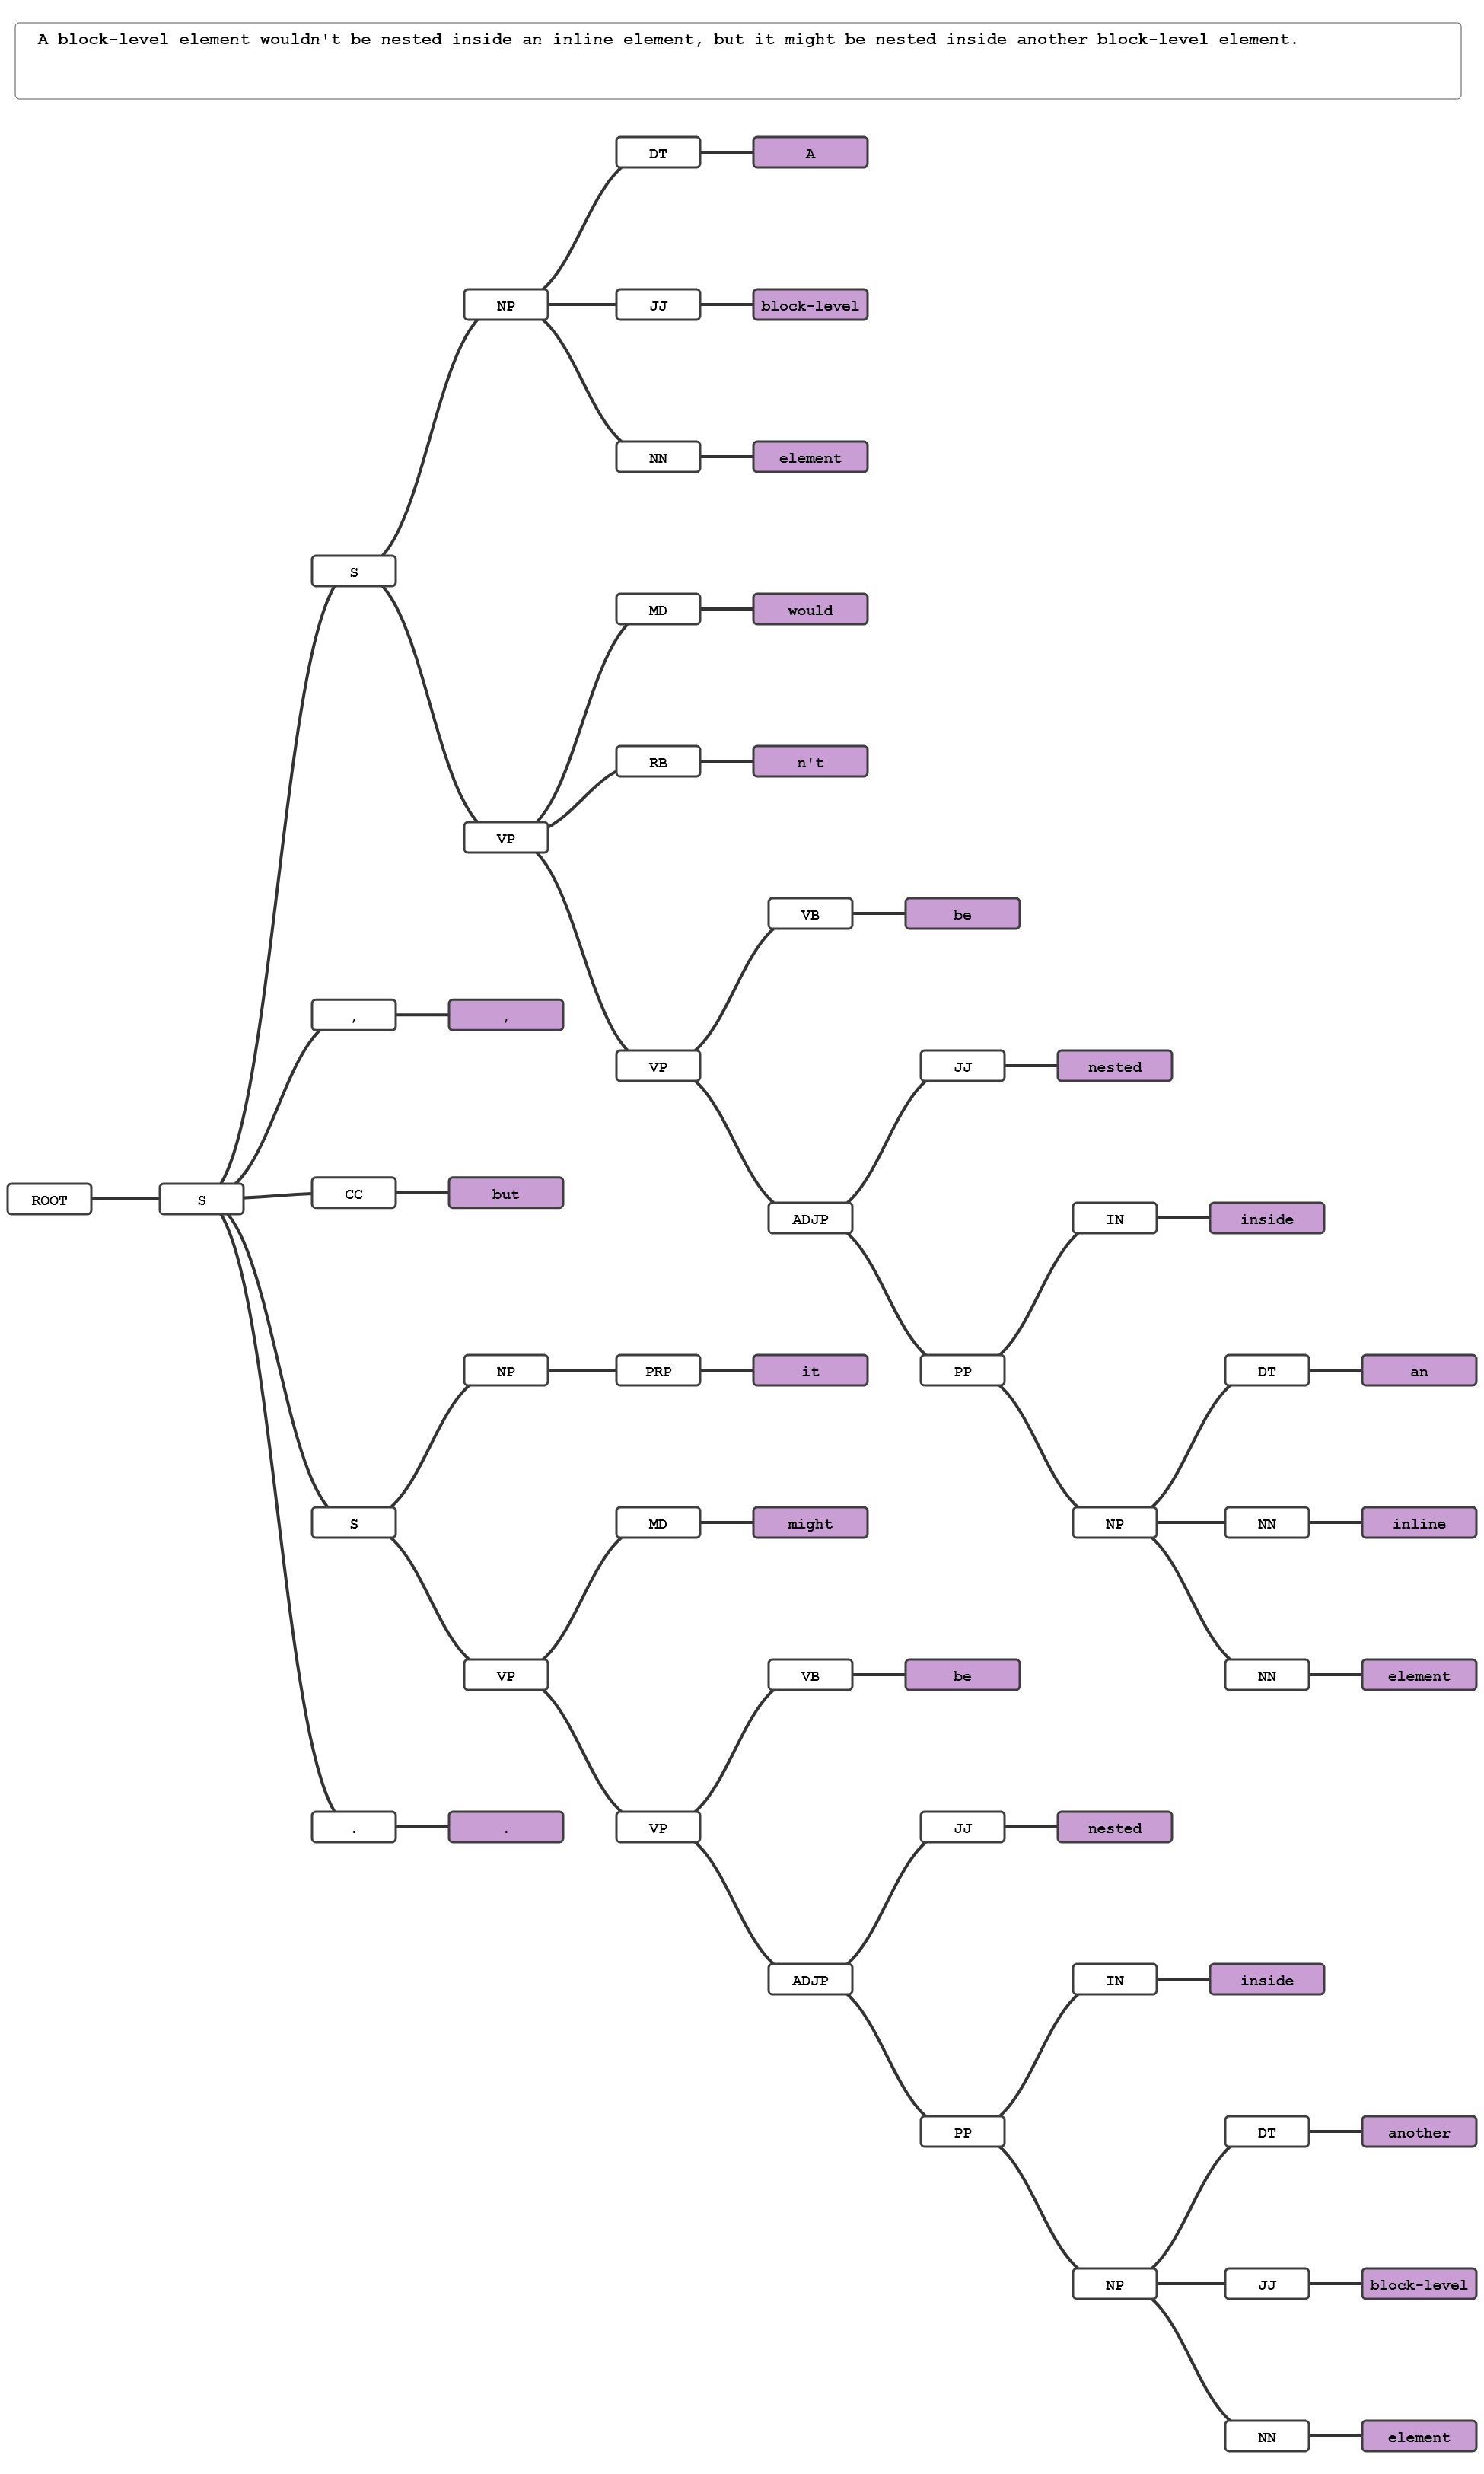 A block-level element wouldn't be nested inside an inline element, but it might be nested inside another block-level element.
DT A
NP JJ block-level
NN element
S
MD would
RB n't
VP
VB be
, ,
VP JJ nested
ROOT S CC but
ADJP IN inside
NP PRP it PP DT an
S MD might NP NN inline
VP VB be NN element
. . VP JJ nested
ADJP IN inside
PP DT another
NP JJ block-level
NN element